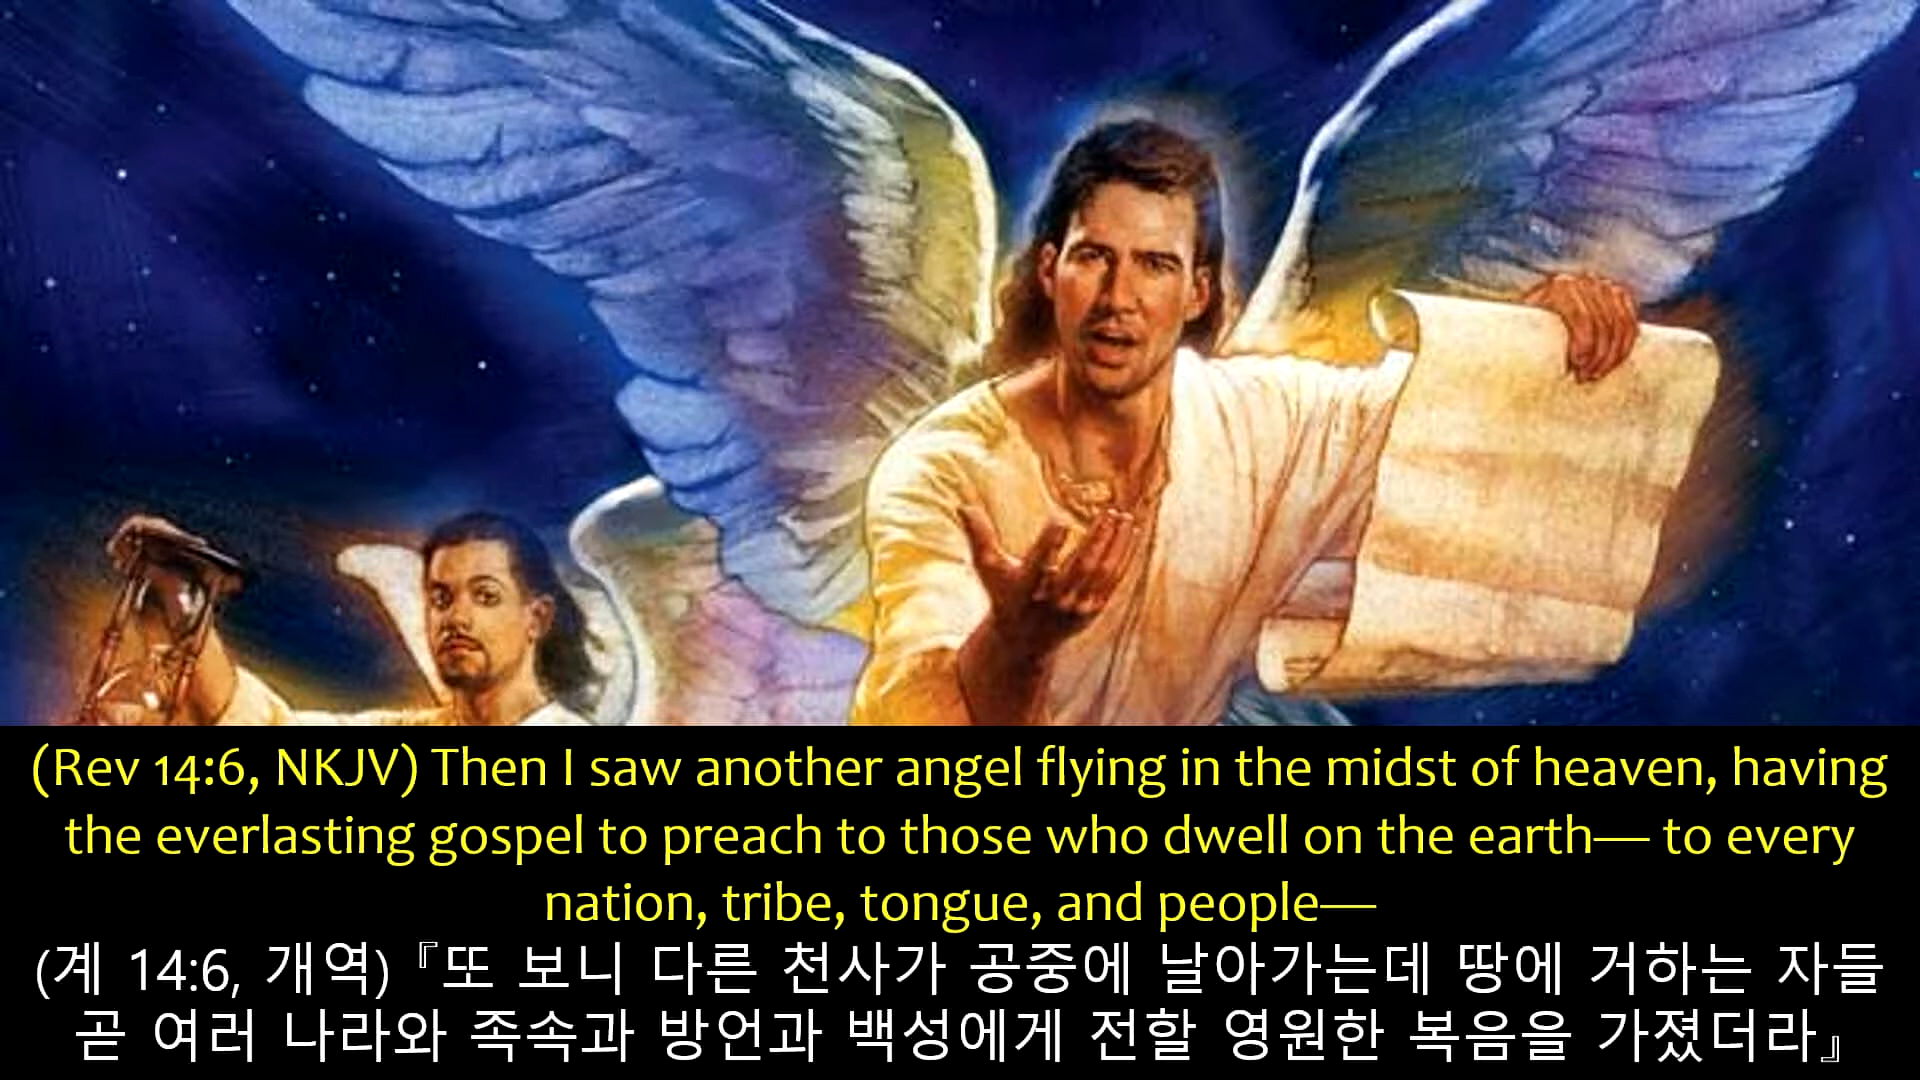 (Rev 14:6, NKJV) Then I saw another angel flying in the midst of heaven, having
the everlasting gospel to preach to those who dwell on the earth— to every
nation, tribe, tongue, and people—
(계 14:6, 개역) 『또 보니 다른 천사가 공중에 날아가는데 땅에 거하는 자들
곧 여러 나라와 족속과 방언과 백성에게 전할 영원한 복음을 가졌더라』